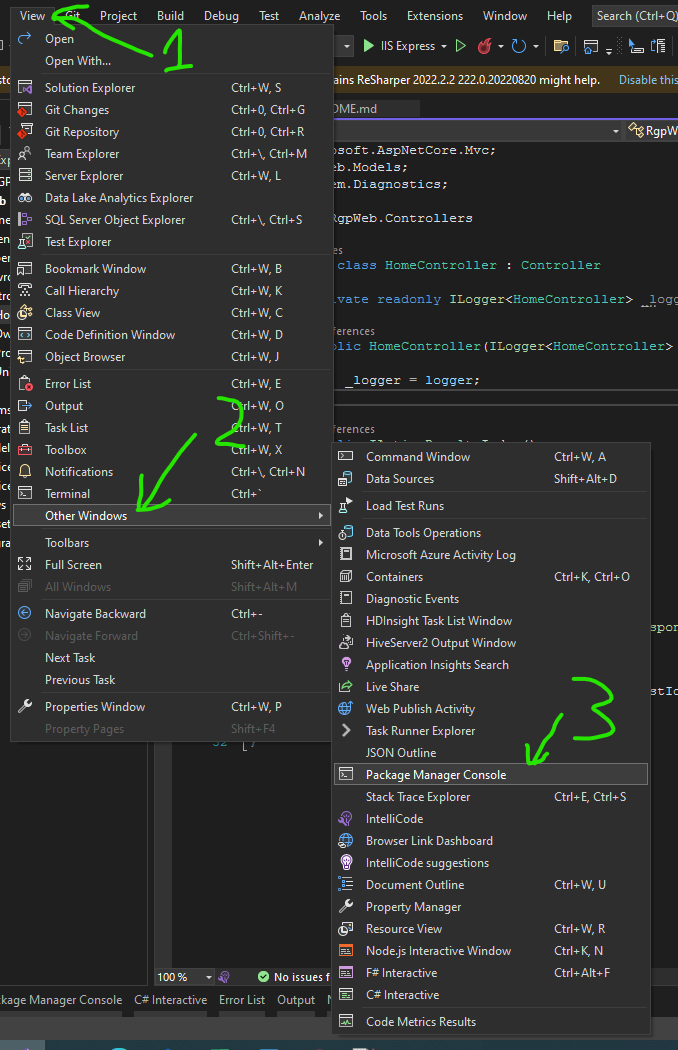 View Git Project Build Debug Test Analyze Tools Extensions Window Help Search (Ctrl+Q)
1
Open
Open With...
IIS Express
ains ReSharper 2022.2.2 222.0.20220820 might help. Disable this
Solution Explorer Ctrl+W, S
Git Changes Ctrl+0, Ctrl+G
OME.md
Git Repository Ctrl+0, Ctrl+R
RgpW
Team Explorer Ctrl+\, Ctrl+M
osoft.AspNetCore.Mvc;
Server Explorer Ctrl+W, L
eb.Models;
Data Lake Analytics Explorer
em.Diagnostics;
SQL Server Object Explorer Ctrl+\, Ctrl+S
RgpWeb.Controllers
Test Explorer
es
Bookmark Window Ctrl+W, B
class HomeController : Controller
Call Hierarchy Ctrl+W, K
ivate readonly ILogger<HomeController> _logg
Class View Ctrl+W, C
Code Definition Window Ctrl+W, D
ferences
blic HomeController(ILogger<HomeController>
Object Browser Ctrl+W, J
Error List Ctrl+W, E
_logger = logger;
Output Ctrl+W, O
2
Task List Ctrl+W, T
ferences
Toolbox Ctrl+W, X
Notifications Ctrl+\, Ctrl+N
Terminal Ctrl+`
Other Windows
Toolbars
Full Screen Shift+Alt+Enter
All Windows Shift+Alt+M
Navigate Backward Ctrl+-
Navigate Forward Ctrl+Shift+-
Next Task
Previous Task
Properties Window Ctrl+W, P
Property Pages Shift+F4
32 }
Command Window Ctrl+W, A
Data Sources Shift+Alt+D
Load Test Runs
Data Tools Operations
Microsoft Azure Activity Log
Containers Ctrl+K, Ctrl+O
Diagnostic Events
HDInsight Task List Window
spon
HiveServer2 Output Window
Application Insights Search
Live Share
stId
3
Web Publish Activity
Task Runner Explorer
JSON Outline
Package Manager Console
Stack Trace Explorer Ctrl+E, Ctrl+S
IntelliCode
Browser Link Dashboard
IntelliCode suggestions
Document Outline Ctrl+W, U
Property Manager
Resource View Ctrl+W, R
Node.js Interactive Window Ctrl+K, N
F# Interactive Ctrl+Alt+F
C# Interactive
Code Metrics Results
100 % No issues f
ckage Manager Console C# Interactive Error List Output